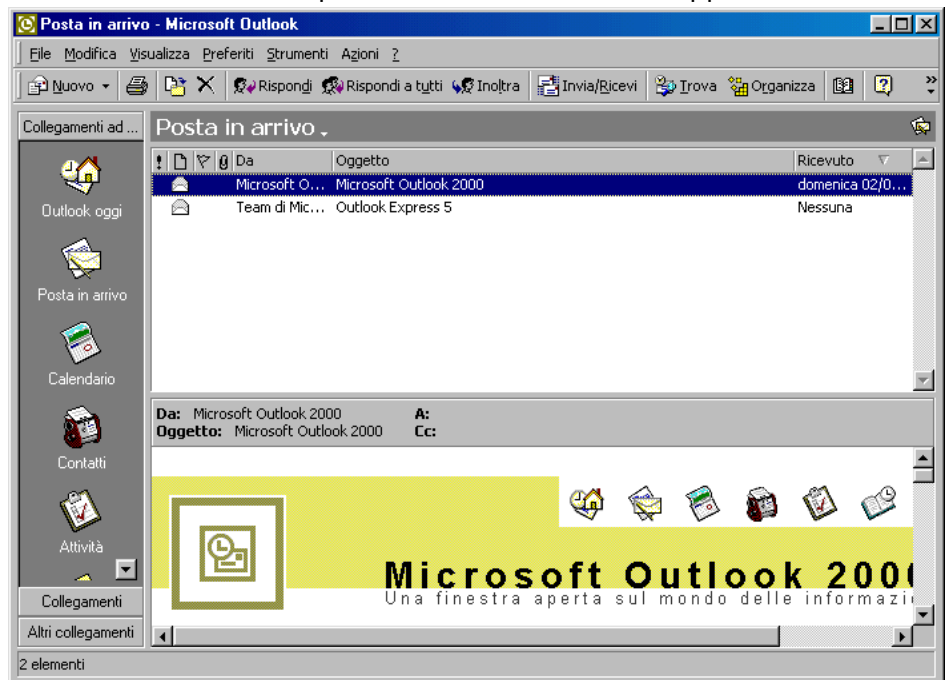 Posta in arrivo - Microsoft Outlook
File Modifica Visualizza Preferiti Strumenti Azioni ?
Nuovo Rispondi Rispondi a tutti Inoltra Invia/Ricevi Trova Organizza
Collegamenti ad ...
Posta in arrivo
! Da Oggetto Ricevuto
Microsoft O... Microsoft Outlook 2000 domenica 02/0...
Team di Mic... Outlook Express 5 Nessuna
Outlook oggi
Posta in arrivo
Calendario
Contatti
Attività
Da: Microsoft Outlook 2000 A:
Oggetto: Microsoft Outlook 2000 Cc:
Microsoft Outlook 200
Una finestra aperta sul mondo delle
Collegamenti
Altri collegamenti
2 elementi